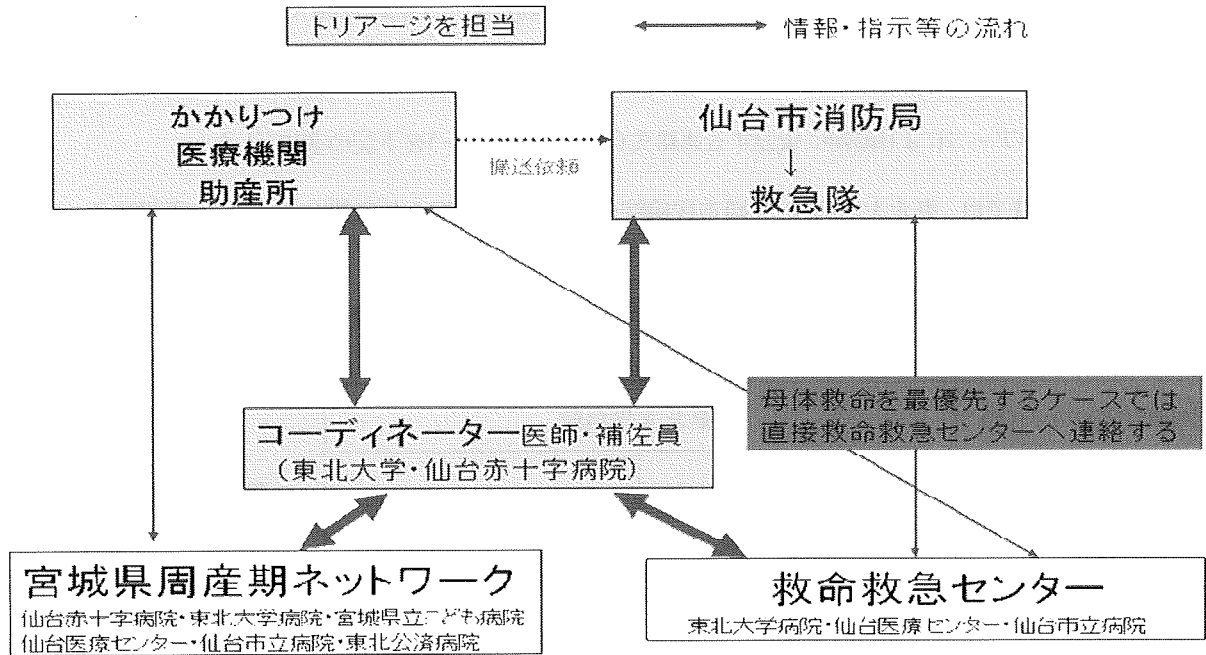 トリアージを担当
情報・指示等の流れ
かかりつけ
医療機関
助産所
搬送依頼
仙台市消防局
↓
救急隊
母体救命を最優先するケースでは
直接救命救急センターへ連絡する
コーディネーター医師・補佐員
（東北大学・仙台赤十字病院）
宮城県周産期ネットワーク
仙台赤十字病院・東北大学病院・宮城県立こども病院
仙台医療センター・仙台市立病院・東北公済病院
救命救急センター
東北大学病院・仙台医療センター・仙台市立病院